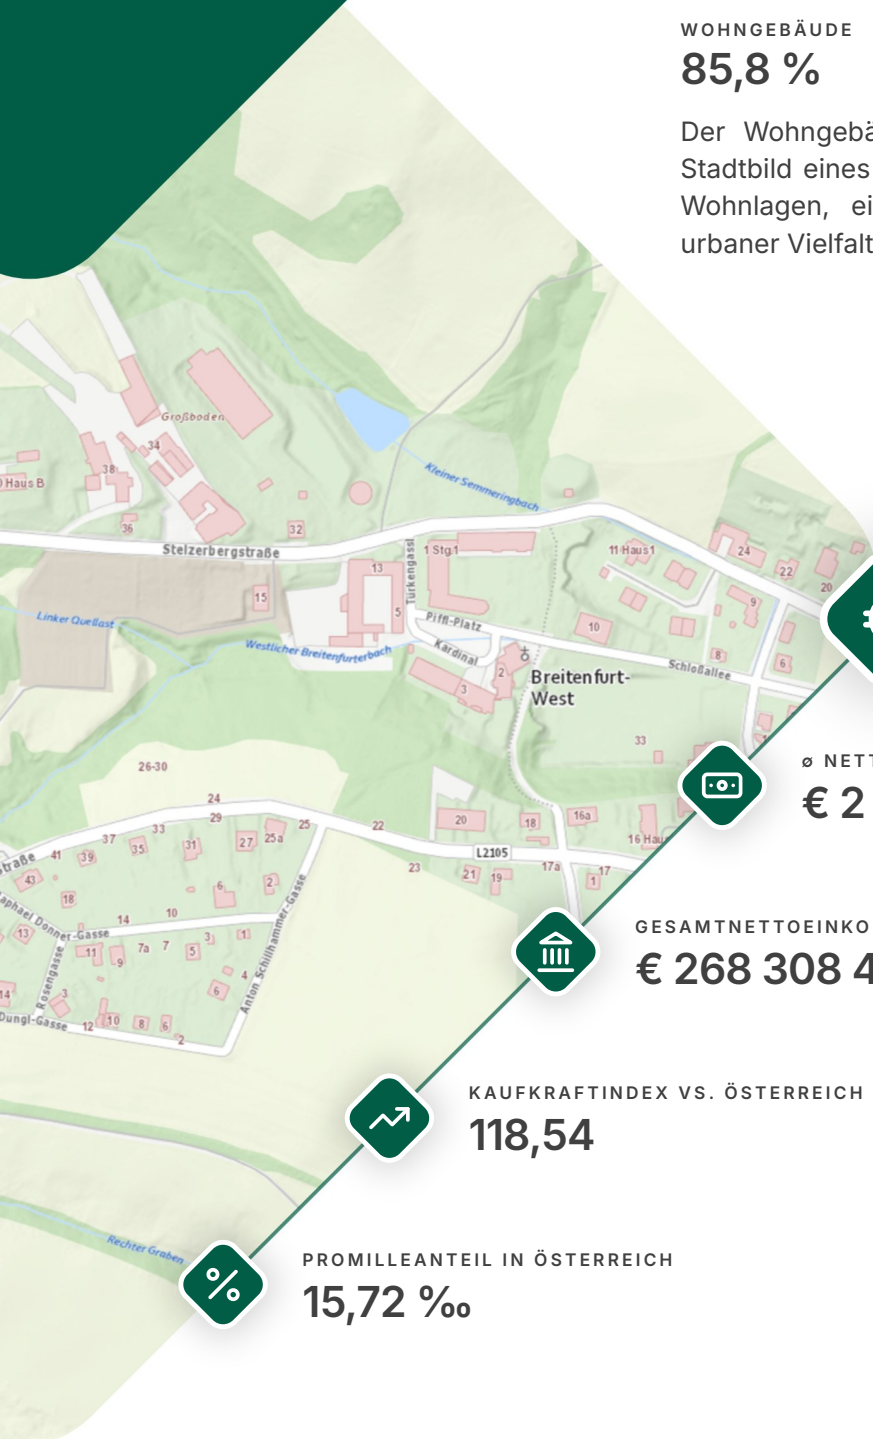 WOHNGEBÄUDE
85,8 %
Der Wohngebä
Stadtbild eines
Wohnlagen, ei
urbaner Vielfalt
Großboden
34
38
Haus B
36
32
Stelzerbergstraße
1 Stg.1
11 Haus1
24
22
20
13
Türkengassl
15
5
9
Linker Quellast
Kleiner Semmeringbach
Westlicher Breitenfurterbach
Piffl-Platz
Kardinal
10
8
6
Schloßallee
2
3
Breitenfurt-
West
33
26-30
ø NETT
€ 2
24
29
33
37
25
22
20
18
16a
16 Hau
41
39
35
31
27
25a
L2105
23
21
19
17a
17
1
straße
43
18
6
2
Raphael Donner-Gasse
14
10
13
11
9
7a
7
5
3
1
Rosengasse
Anton Schillhammer-Gasse
4
6
14
3
Dungl-Gasse
12
10
8
6
2
GESAMTNETTOEINKO
€ 268 308 4
KAUFKRAFTINDEX VS. ÖSTERREICH
118,54
Rechter Graben
PROMILLEANTEIL IN ÖSTERREICH
15,72 ‰